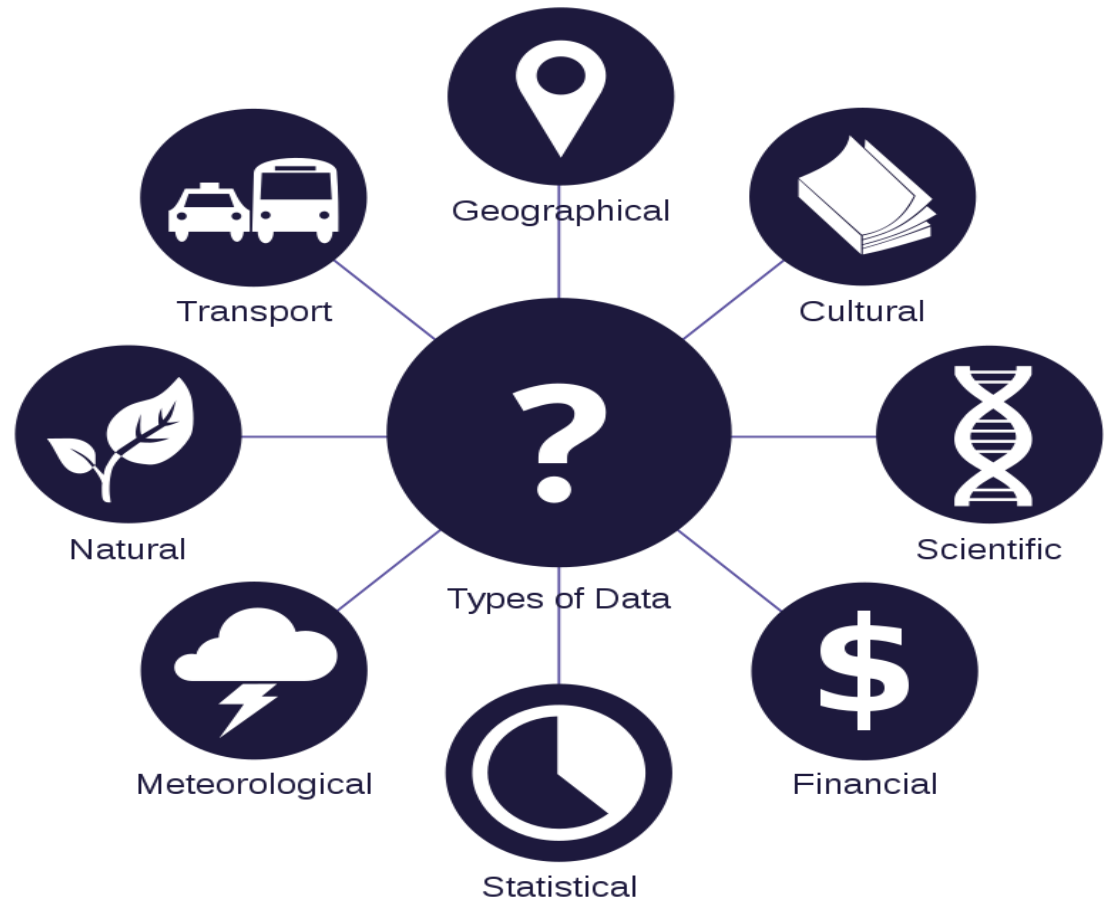 Geographical
Transport
Cultural
Natural
?
Scientific
Types of Data
Meteorological
$
Financial
Statistical